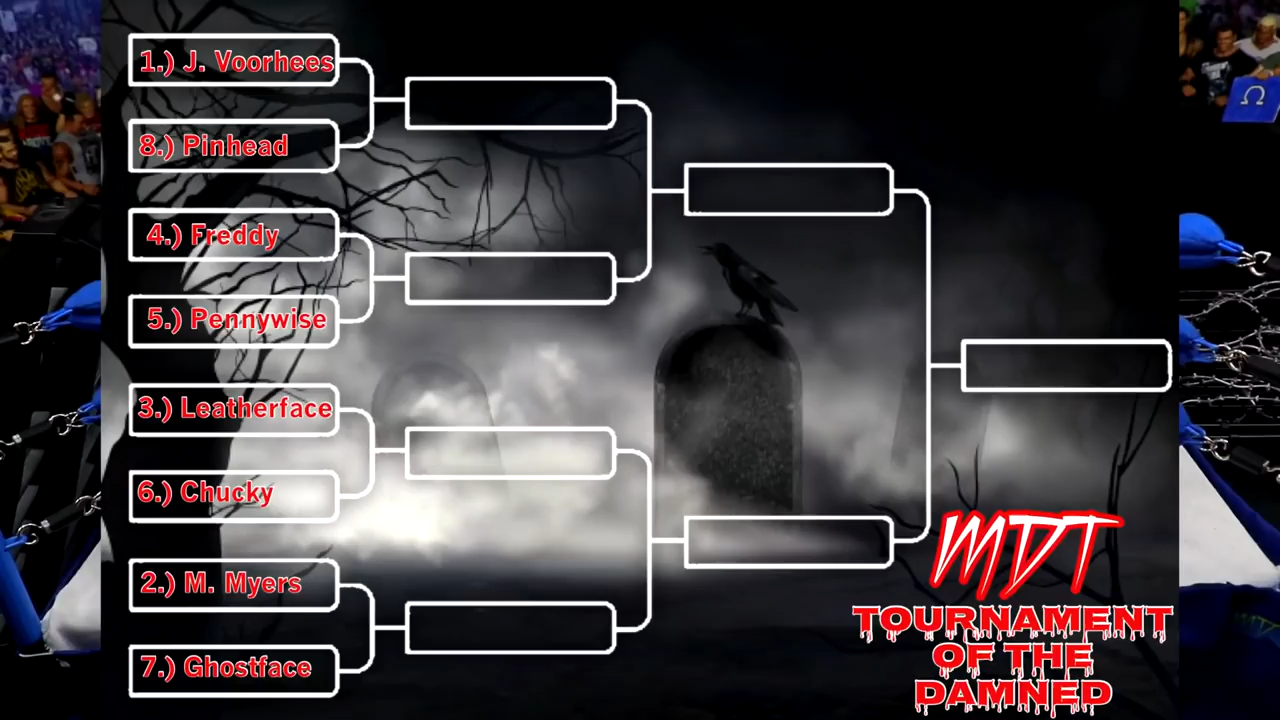 1.) J. Voorhees
8.) Pinhead
4.) Freddy
5.) Pennywise
3.) Leatherface
6.) Chucky
2.) M. Myers
7.) Ghostface
MDT
TOURNAMENT
OF THE
DAMNED
Ω